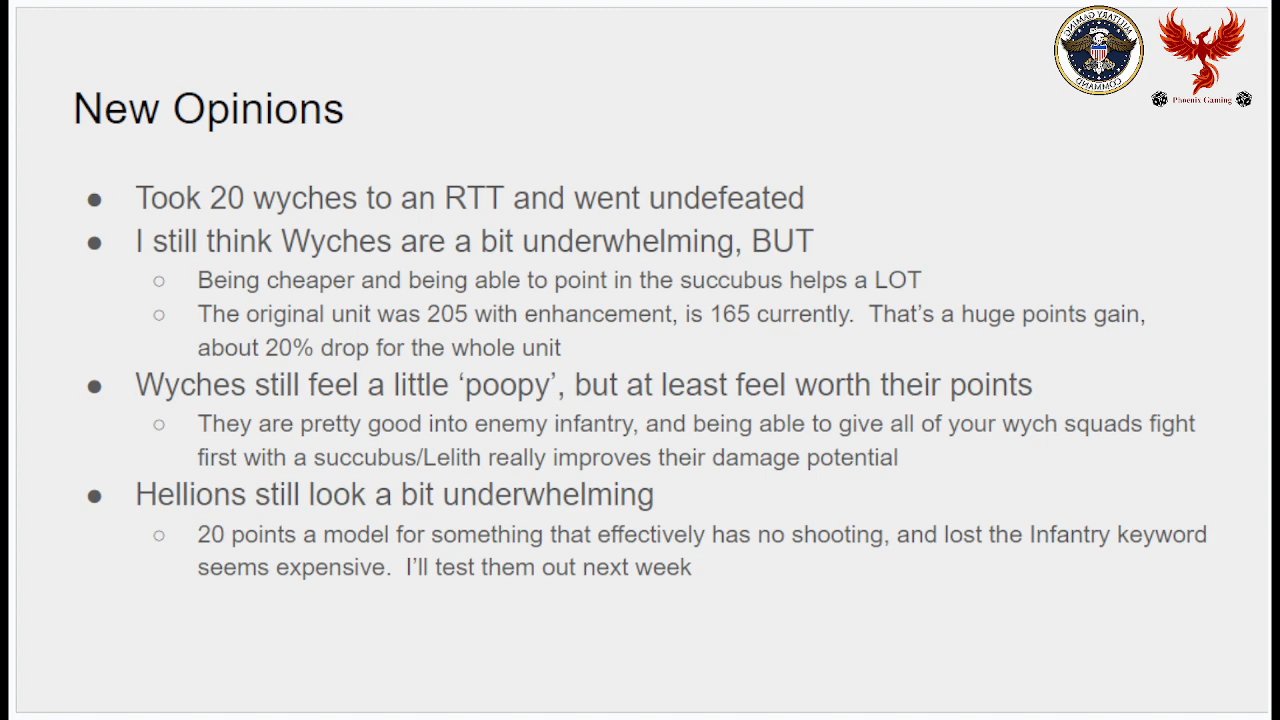 MILITARY GAMING
COMMAND
Phoenix Gaming
New Opinions
● Took 20 wyches to an RTT and went undefeated
● I still think Wyches are a bit underwhelming, BUT
○ Being cheaper and being able to point in the succubus helps a LOT
○ The original unit was 205 with enhancement, is 165 currently.  That's a huge points gain,
about 20% drop for the whole unit
● Wyches still feel a little ‘poopy’, but at least feel worth their points
○ They are pretty good into enemy infantry, and being able to give all of your wych squads fight
first with a succubus/Lelith really improves their damage potential
● Hellions still look a bit underwhelming
○ 20 points a model for something that effectively has no shooting, and lost the Infantry keyword
seems expensive.  I'll test them out next week